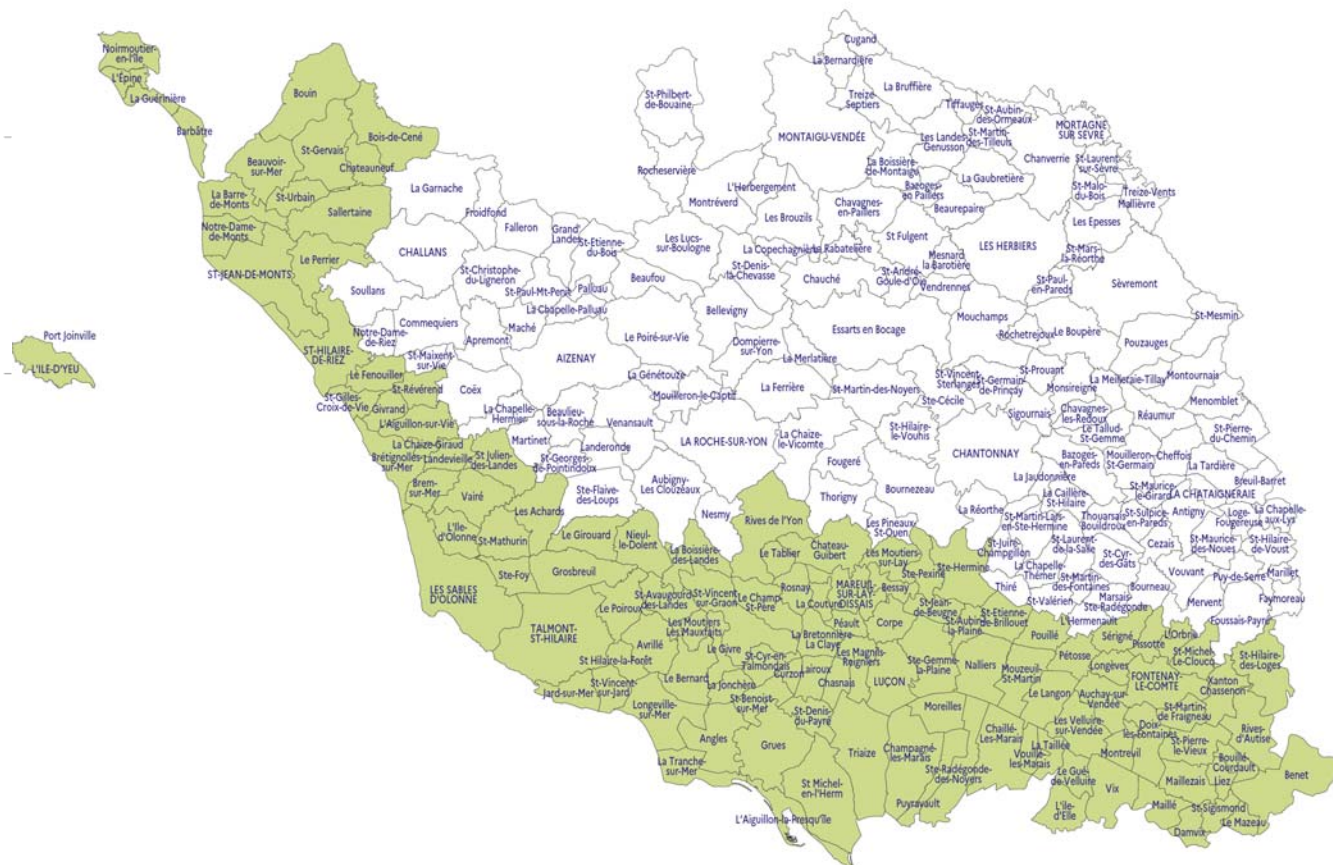 Noirmoutier-
en-l'île
L'Épine
La Guérinière
Barbâtre
Bouin
Bois-de-Cené
St-Gervais
Chateauneuf
Beauvoir-
sur-Mer
St-Urbain
La Barre-
de-Monts
Sallertaine
Notre-Dame-
de-Monts
Le Perrier
ST-JEAN-DE-MONTS
Port Joinville
L'ILE-D'YEU
Cugand
La Bernardière
La Bruffière
Treize-
Septiers
Tiffauges
St-Aubin-
des-Ormeaux
St-Philbert-
de-Bouaine
MONTAIGU-VENDÉE
MORTAGNE
SUR SEVRE
Les Landes-
Genusson
St-Martin-
des-Tilleuls
Chanverrie
St-Laurent-
sur-Sèvre
Rocheservière
La Boissière-
de-Montaigu
La Gaubretière
St-Malo-
du-Bois
Treize-Vents
Mallièvre
L'Herbergement
Montréverd
Bazoges-
en-Paillers
Chavagnes-
en-Paillers
Beaurepaire
Les Brouzils
Les Epesses
La Garnache
Froidfond
Falleron
Grand
Landes
St-Etienne-
du-Bois
Les Lucs-
sur-Boulogne
La Copechagnière
La Rabatelière
St Fulgent
LES HERBIERS
St-Mars-
la-Réorthe
CHALLANS
St-Christophe-
du-Ligneron
St-Denis-
la-Chevasse
Mesnard
la Barotière
Chauché
St-André-
Goule-d'Oie
Vendrennes
St-Paul-
en-Pareds
Sèvremont
Soullans
St-Paul-Mt-Penit
Palluau
Beaufou
La Chapelle-Palluau
Bellevigny
Essarts en Bocage
Mouchamps
St-Mesmin
Commequiers
Maché
Apremont
Le Poiré-sur-Vie
Dompierre-
sur-Yon
Rochetrejoux
Le Boupère
Pouzauges
Notre-Dame-
de-Riez
ST-HILAIRE-
DE-RIEZ
St-Maixent-
sur-Vie
AIZENAY
La Merlatière
Le Fenouiller
La Génétouze
La Ferrière
St-Martin-des-Noyers
St-Vincent-
Sterlanges
St-Germain-
de-Prinçay
St-Prouant
Monsireigne
La Meilleraie-Tillay
Montournais
St-Gilles-
Croix-de-Vie
St-Révérend
Coëx
Mouilleron-le-Captif
Ste-Cécile
Menomblet
Givrand
L'Aiguillon-sur-Vie
La Chapelle-
Hermier
Beaulieu-
sous-la-Roche
Venansault
Sigournais
Chavagnes-
les-Redoux
Réaumur
La Chaize-Giraud
Martinet
Landeronde
LA ROCHE-SUR-YON
La Chaize-
le-Vicomte
St-Hilaire-
le-Vouhis
Le Tallud-
St-Gemme
St-Pierre-
du-Chemin
Brétignolles-
sur-Mer
Landevieille
St Julien-
des-Landes
St-Georges-
de-Pointindoux
CHANTONNAY
Bazoges-
en-Pareds
Mouilleron-
St-Germain
Cheffois
La Tardière
Fougeré
La Jaudonnière
Breuil-Barret
Brem-
sur-Mer
Vairé
Aubigny-
Les Clouzeaux
Ste-Flaive-
des-Loups
Bournezeau
St-Maurice-
le-Girard
LA CHATAIGNERAIE
Les Achards
Nesmy
Thorigny
La Réorthe
La Caillère-
St-Hilaire
Thouarsais-
Bouildroux
St-Sulpice-
en-Pareds
Antigny
Loge-
Fougereuse
La Chapelle-
aux-Lys
L'Ile-
d'Olonne
St-Mathurin
Le Girouard
Nieul-
le-Dolent
Rives de l'Yon
Les Pineaux-
St-Ouen
St-Martin-Lars-
en-Ste-Hermine
St-Laurent-
de-la-Salle
St-Maurice-
des-Noues
St-Hilaire-
de-Voust
La Boissière-
des-Landes
Le Tablier
Chateau-
Guibert
Les Moutiers-
sur-Lay
St-Juire-
Champgillon
Cezais
LES SABLES
D'OLONNE
Ste-Foy
Grosbreuil
Ste-Pexine
Ste-Hermine
La Chapelle-
Thémer
St-Cyr-
des-Gâts
Vouvant
Puy-de-Serre
Marillet
St-Avaugourd-
des-Landes
St-Vincent-
sur-Graon
Le Champ-
St-Père
Rosnay
MAREUIL-
SUR-LAY-
DISSAIS
Bessay
Thiré
St-Martin-
des-Fontaines
Bourneau
Faymoreau
Le Poiroux
La Couture
St-Jean-
de-Beugne
St-Valérien
Marsais-
Ste-Radégonde
Mervent
TALMONT-
ST-HILAIRE
Les Moutiers
Les Mauxfaits
Péault
Corpe
St-Aubin-
la-Plaine
St-Etienne-
de-Brillouet
L'Hermenault
Foussais-Payré
Avrillé
La Bretonnière-
La Claye
Pouillé
Sérigné
Pissotte
L'Orbrie
St-Michel-
Le-Cloucq
St-Hilaire-
des-Loges
St Hilaire-la-Forêt
Le Givre
St-Cyr-en-
Talmondais
Curzon
Lairoux
Les Magnils-
Reigniers
Ste-Gemme-
la-Plaine
Nalliers
Mouzeuil-
St-Martin
Pétosse
Longèves
FONTENAY-
LE-COMTE
Xanton
Chassenon
Jard-sur-Mer
St-Vincent-
sur-Jard
Le Bernard
La Jonchère
Chasnais
LUÇON
Le Langon
Auchay-sur
Vendée
Longeville-
sur-Mer
St-Benoist-
sur-Mer
St-Denis-
du-Payré
Moreilles
St-Martin-
de Fraigneau
Angles
Grues
Triaize
Champagné-
les-Marais
Chaillé-
Les-Marais
La Taillée
Vouillé-
les-Marais
Les Velluire-
sur-Vendée
Doix-
les-Fontaines
St-Pierre-
le-Vieux
Rives-
d'Autise
Montreuil
Bouillé-
Courdault
La Tranche-
sur-Mer
St Michel-
en-l'Herm
Ste-Radégonde-
des-Noyers
Le Gué-
de-Velluire
Vix
Maillezais
Liez
Benet
Puyravault
L'ile-
d'Elle
Maillé
St-Sigismond
Le Mazeau
L'Aiguillon-la-Presqu'île
Damvix